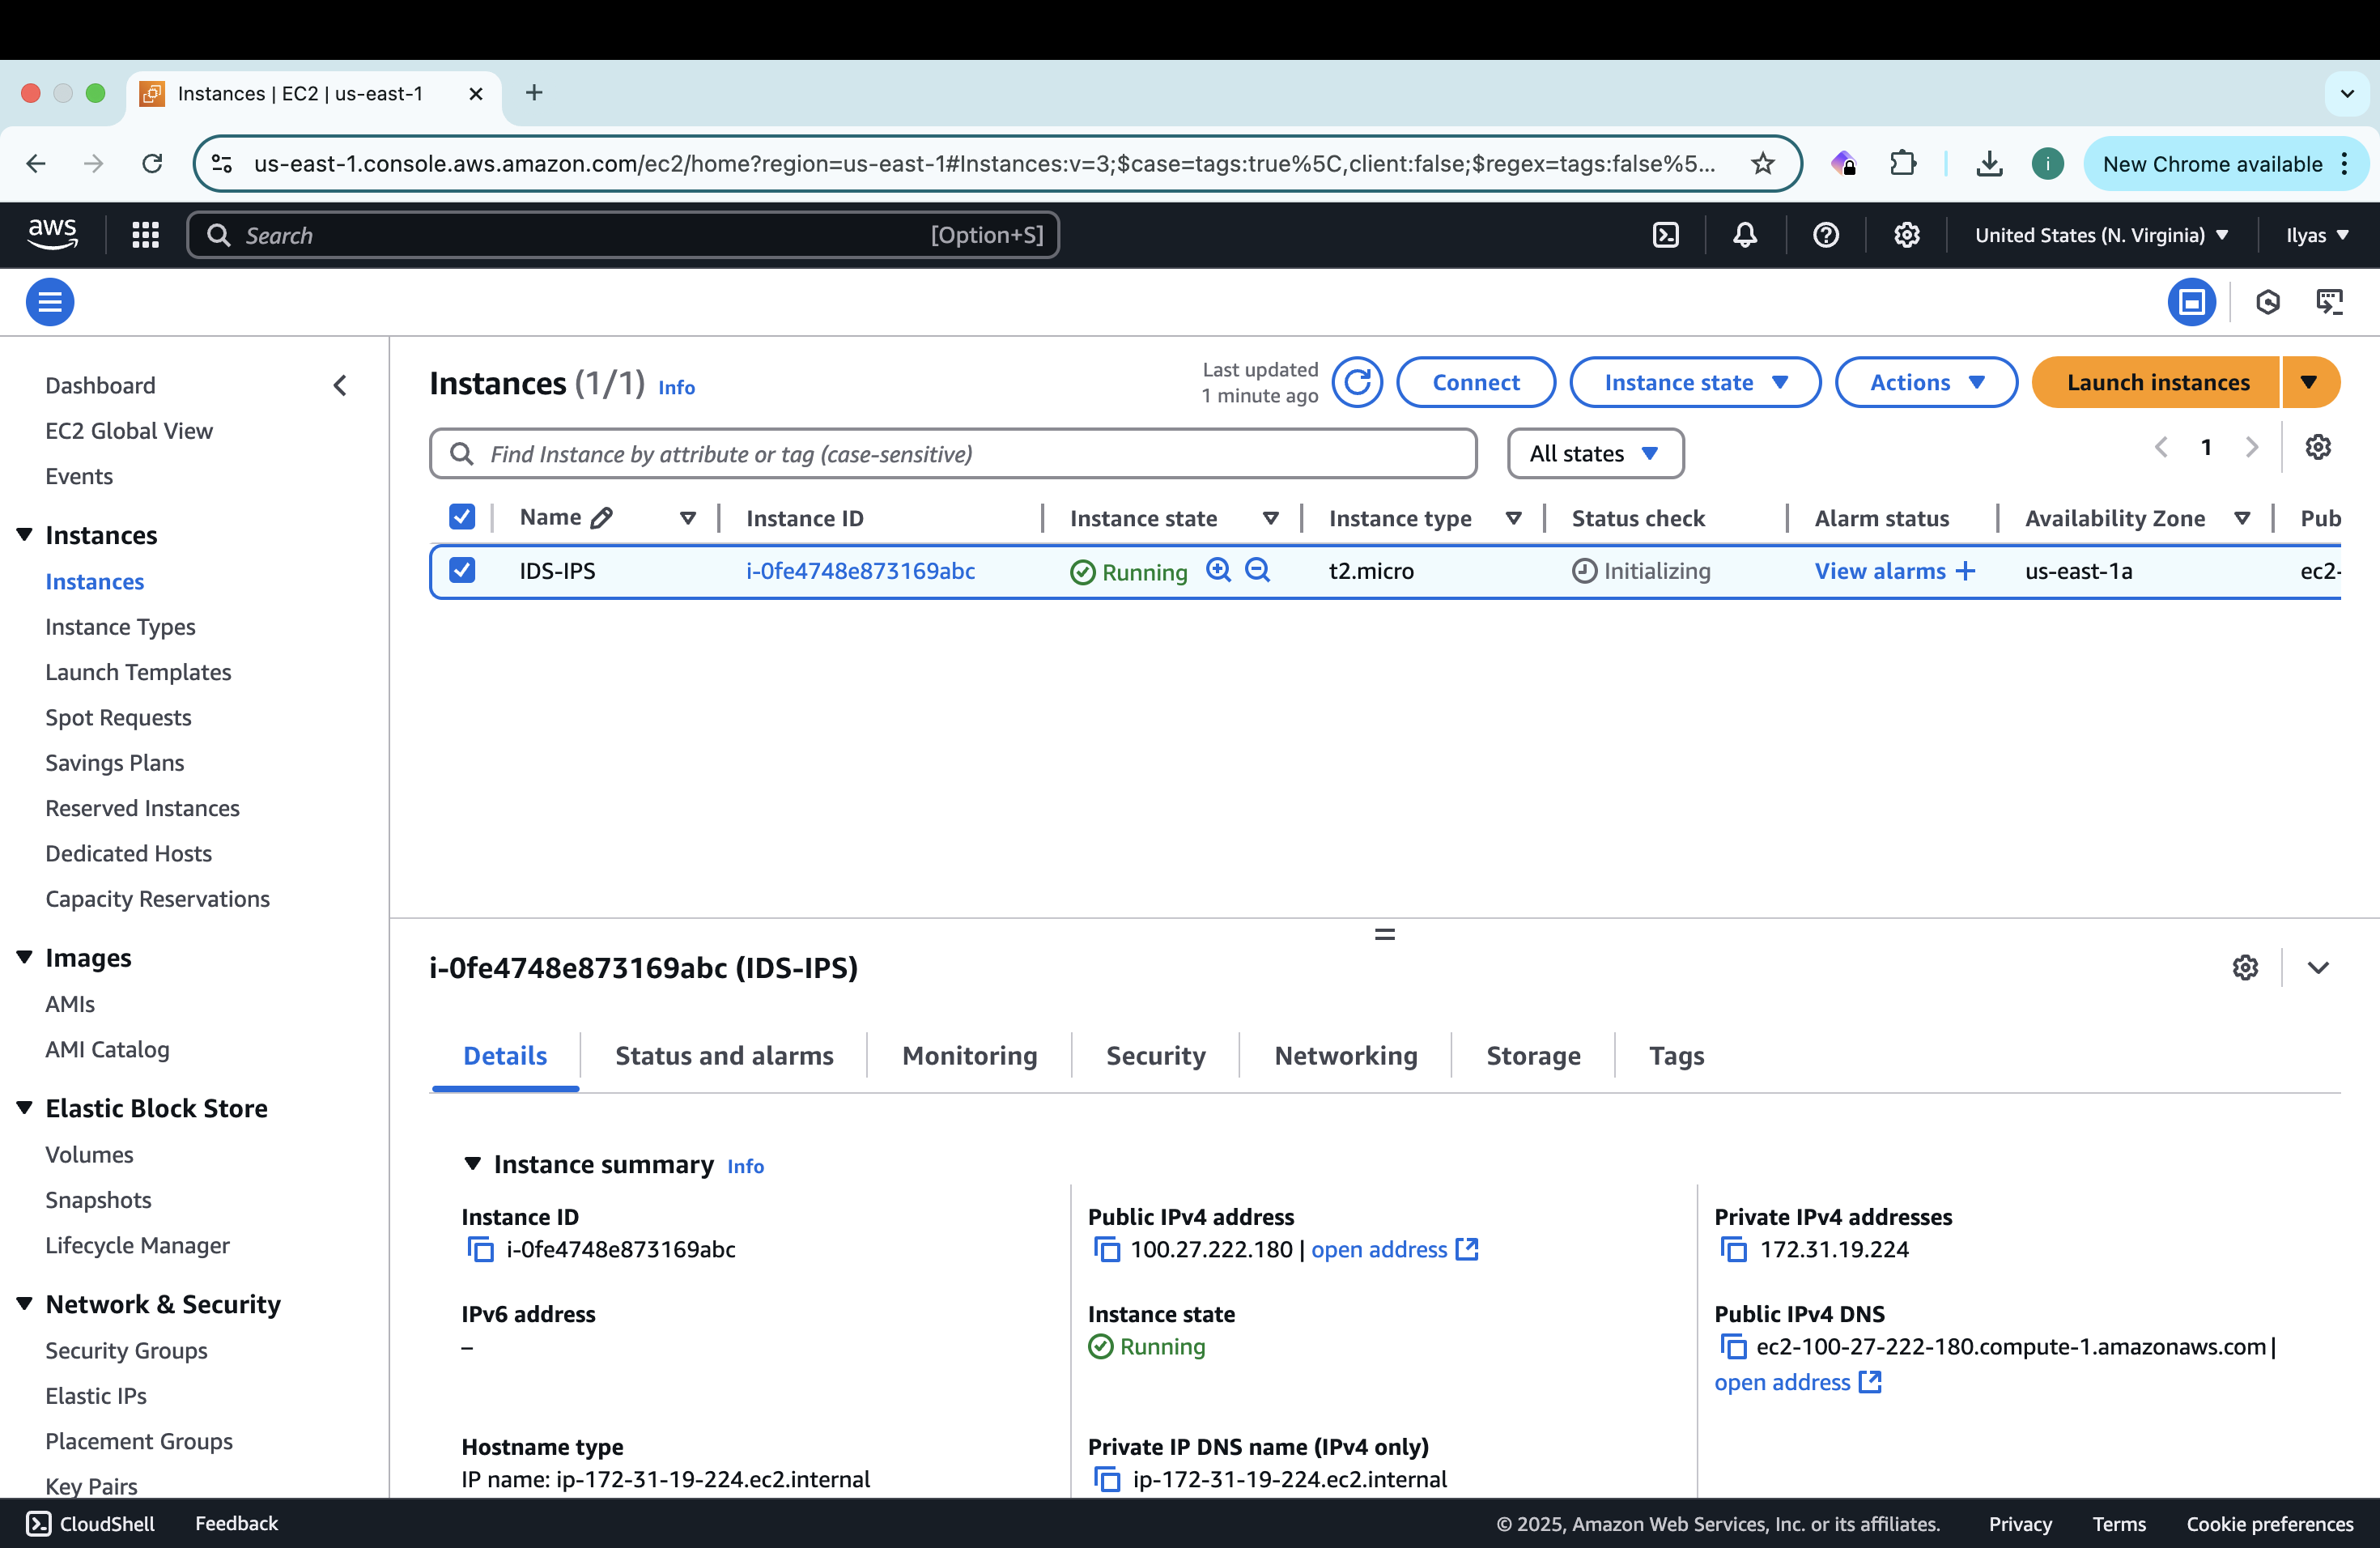 Instances | EC2 | us-east-1
us-east-1.console.aws.amazon.com/ec2/home?region=us-east-1#Instances:v=3;$case=tags:true%5C,client:false;$regex=tags:false%5...
i
New Chrome available
aws
Search
[Option+S]
United States (N. Virginia)
Ilyas
Dashboard
EC2 Global View
Events
Instances
Instances
Instance Types
Launch Templates
Spot Requests
Savings Plans
Reserved Instances
Dedicated Hosts
Capacity Reservations
Images
AMIs
AMI Catalog
Elastic Block Store
Volumes
Snapshots
Lifecycle Manager
Network & Security
Security Groups
Elastic IPs
Placement Groups
Key Pairs
Instances (1/1) Info
Last updated
1 minute ago
Connect
Instance state
Actions
Launch instances
Find Instance by attribute or tag (case-sensitive)
All states
1
Name Instance ID Instance state Instance type Status check Alarm status Availability Zone Pub
IDS-IPS i-0fe4748e873169abc Running t2.micro Initializing View alarms + us-east-1a ec2-
i-0fe4748e873169abc (IDS-IPS)
Details Status and alarms Monitoring Security Networking Storage Tags
Instance summary Info
Instance ID
i-0fe4748e873169abc
Public IPv4 address
100.27.222.180 | open address
Private IPv4 addresses
172.31.19.224
IPv6 address
–
Instance state
Running
Public IPv4 DNS
ec2-100-27-222-180.compute-1.amazonaws.com |
open address
Hostname type
IP name: ip-172-31-19-224.ec2.internal
Private IP DNS name (IPv4 only)
ip-172-31-19-224.ec2.internal
CloudShell Feedback
© 2025, Amazon Web Services, Inc. or its affiliates. Privacy Terms Cookie preferences